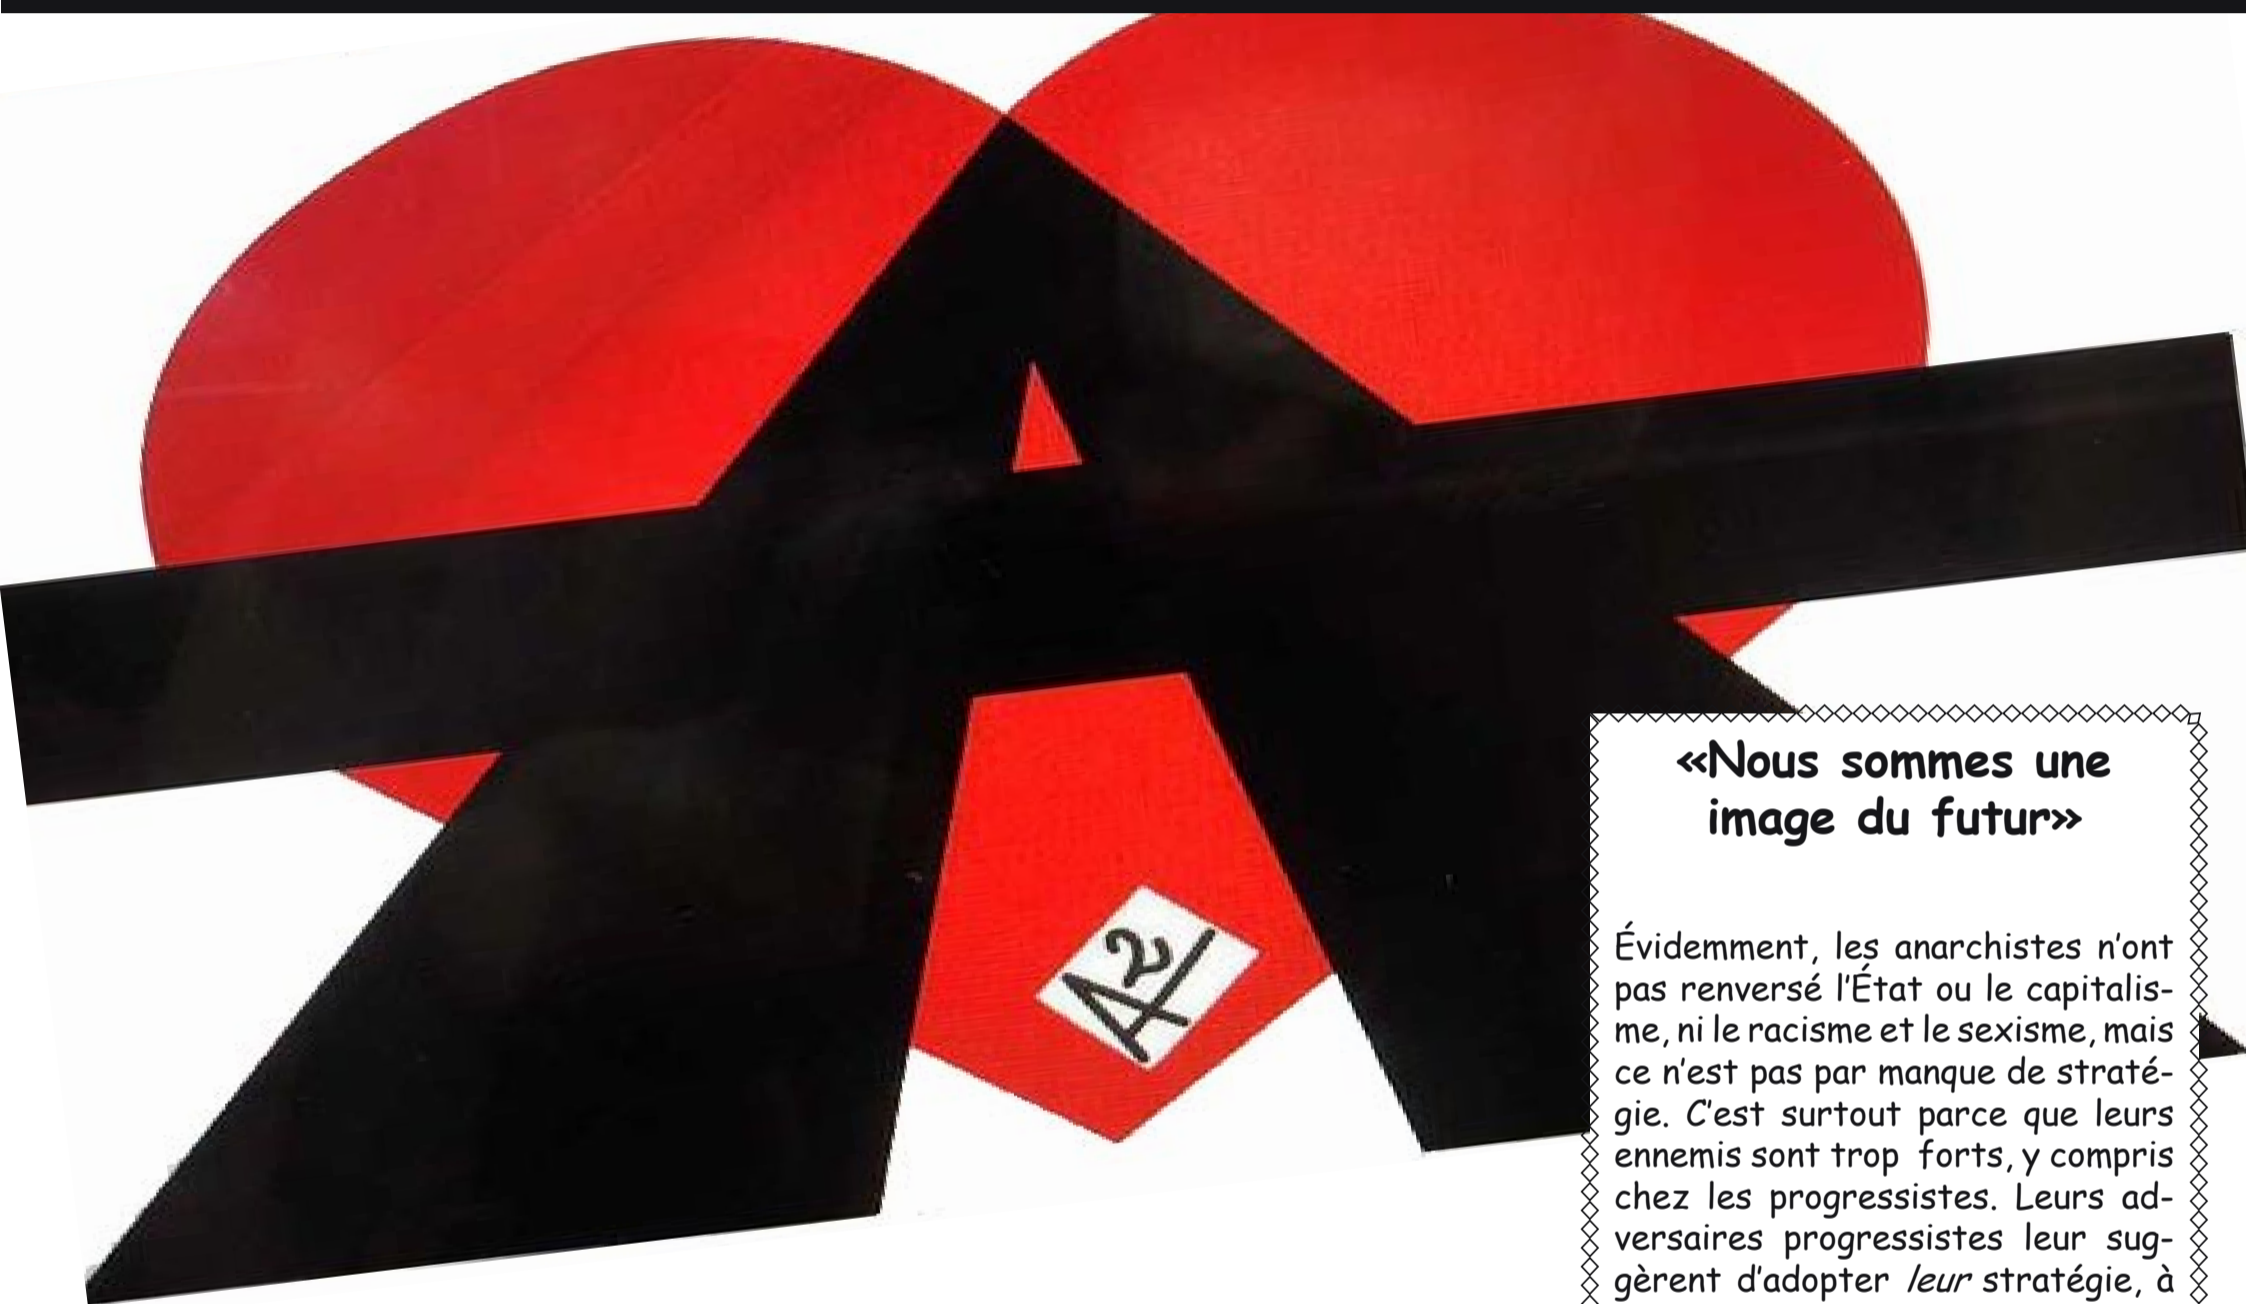 A2
«Nous sommes une
image du futur»
Évidemment, les anarchistes n'ont
pas renversé l'État ou le capitalis-
me, ni le racisme et le sexisme, mais
ce n'est pas par manque de straté-
gie. C'est surtout parce que leurs
ennemis sont trop forts, y compris
chez les progressistes. Leurs ad-
versaires progressistes leur sug-
gèrent d'adopter leur stratégie, à